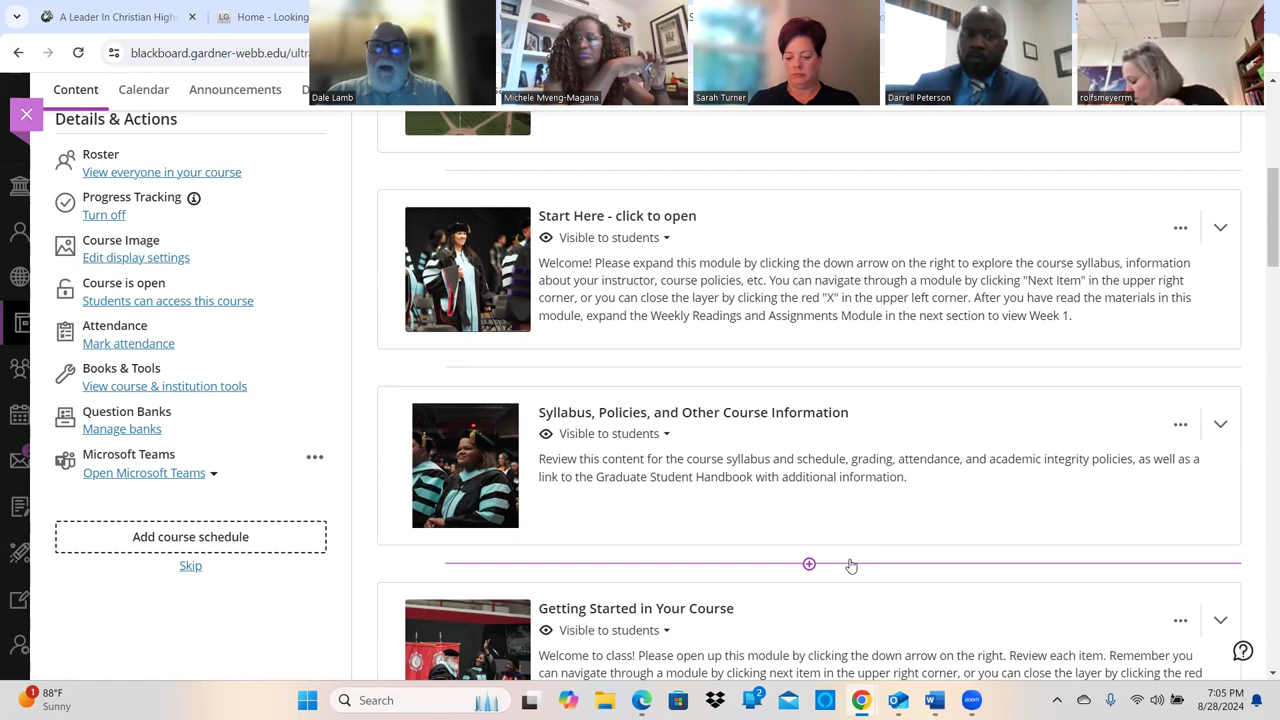 Ladder At Christian High
Home - Looking
blackboard.gardner-webb.edu/ultra
Dale Lamb
Michele Mveng-Magana
Sarah Turner
Darrell Peterson
rolfsmeyerrm
Content
Calendar
Announcements
D
Details & Actions
Roster
View everyone in your course
Progress Tracking
Turn off
Course Image
Edit display settings
Course is open
Students can access this course
Attendance
Mark attendance
Books & Tools
View course & institution tools
Question Banks
Manage banks
Microsoft Teams
Open Microsoft Teams
Add course schedule
Skip
Start Here - click to open
Visible to students
Welcome! Please expand this module by clicking the down arrow on the right to explore the course syllabus, information
about your instructor, course policies, etc. You can navigate through a module by clicking "Next Item" in the upper right
corner, or you can close the layer by clicking the red "X" in the upper left corner. After you have read the materials in this
module, expand the Weekly Readings and Assignments Module in the next section to view Week 1.
Syllabus, Policies, and Other Course Information
Visible to students
Review this content for the course syllabus and schedule, grading, attendance, and academic integrity policies, as well as a
link to the Graduate Student Handbook with additional information.
Getting Started in Your Course
Visible to students
Welcome to class! Please open up this module by clicking the down arrow on the right. Review each item. Remember you
can navigate through a module by clicking next item in the upper right corner, or you can close the layer by clicking the red
1
88°F
Sunny
Search
2
zoom
7:05 PM
8/28/2024